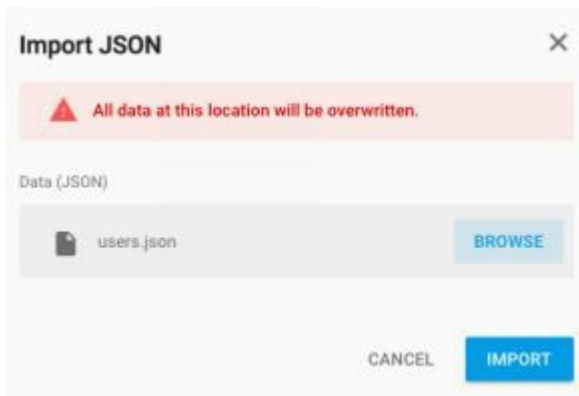 Import JSON
All data at this location will be overwritten.
Data (JSON)
users.json
BROWSE
CANCEL
IMPORT